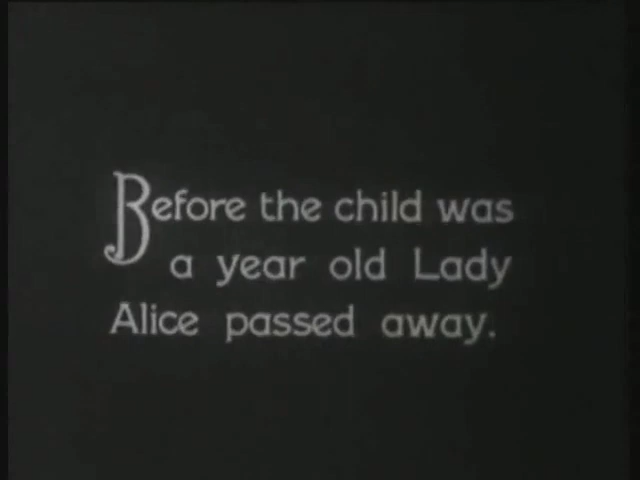 Before the child was
a year old Lady
Alice passed away.